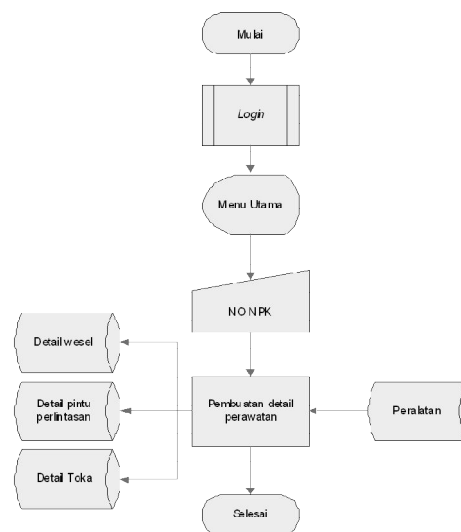 Mulai
Login
Menu Utama
NO NPK
Detail wesel
Detail pintu
perlintasan
Pembuatan detail
perawatan
Peralatan
Detail Toka
Selesai